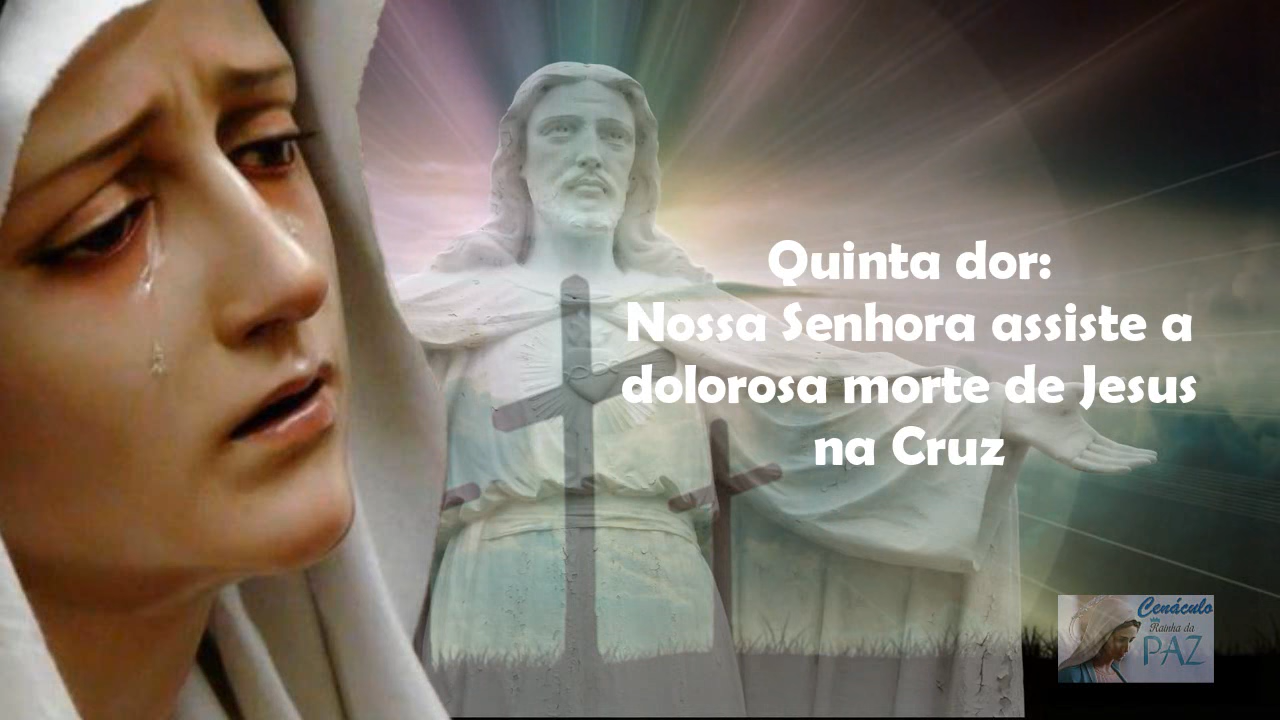 Quinta dor:
Nossa Senhora assiste a
dolorosa morte de Jesus
na Cruz
Cenáculo
Rainha da
PAZ